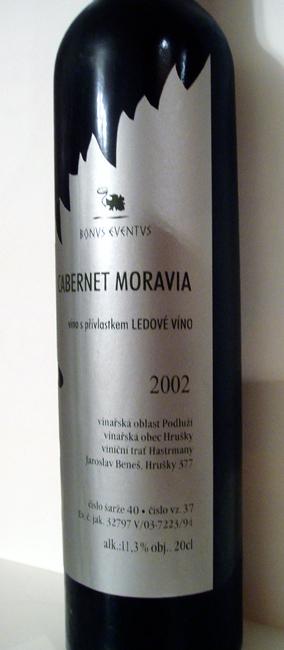 BONVS EVENTVS
CABERNET MORAVIA
víno s přívlastkem LEDOVÉ VÍNO
2002
vinařská oblast Podluží
vinařská obec Hrušky
viniční trať Hastrmany
Jaroslav Beneš, Hrušky 377
číslo šarže 40 • číslo vz. 37
Ev. č. jak. 32797 V/03-7223/94
alk.:11,3% obj.. 20cl